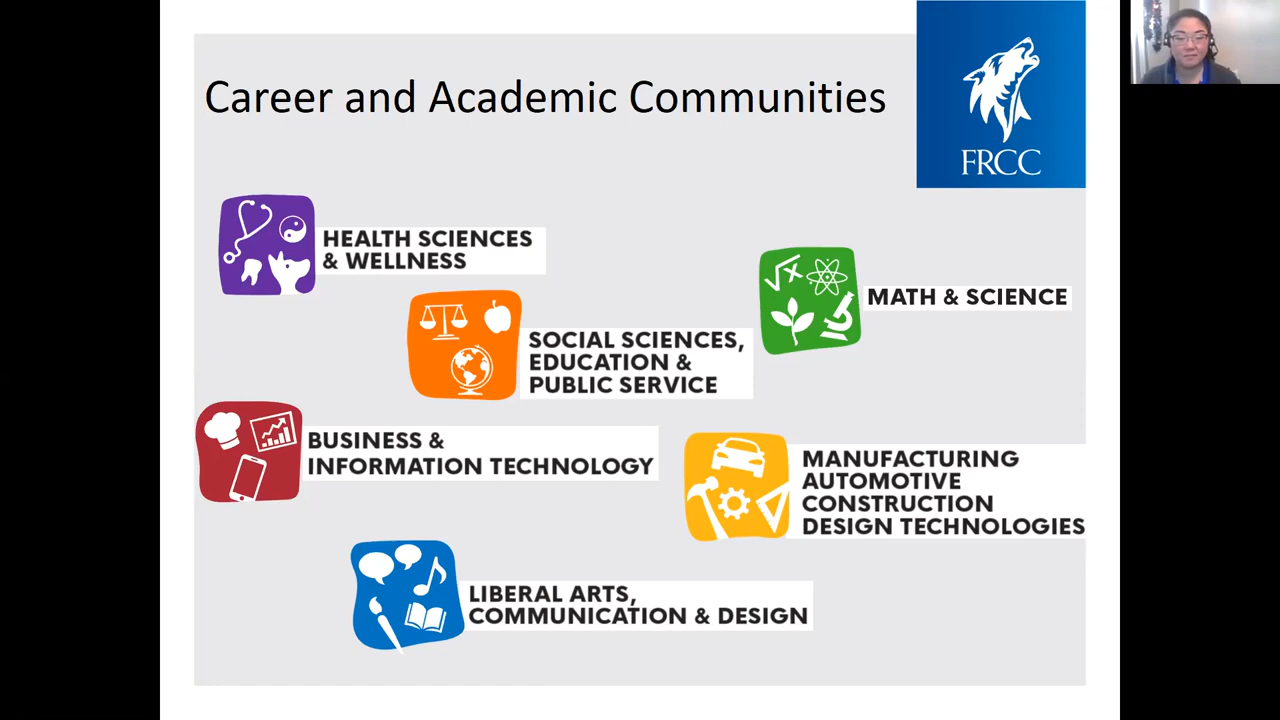 Career and Academic Communities
FRCC
HEALTH SCIENCES
& WELLNESS
MATH & SCIENCE
SOCIAL SCIENCES,
EDUCATION &
PUBLIC SERVICE
BUSINESS &
INFORMATION TECHNOLOGY
MANUFACTURING
AUTOMOTIVE
CONSTRUCTION
DESIGN TECHNOLOGIES
LIBERAL ARTS,
COMMUNICATION & DESIGN